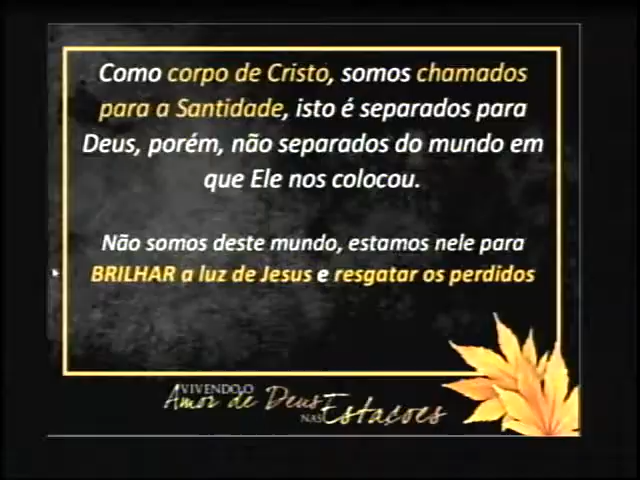 Como corpo de Cristo, somos chamados
para a Santidade, isto é separados para
Deus, porém, não separados do mundo em
que Ele nos colocou.
Não somos deste mundo, estamos nele para
BRILHAR a luz de Jesus e resgatar os perdidos
VIVENDO O
Amor de Deus
NAS Estações